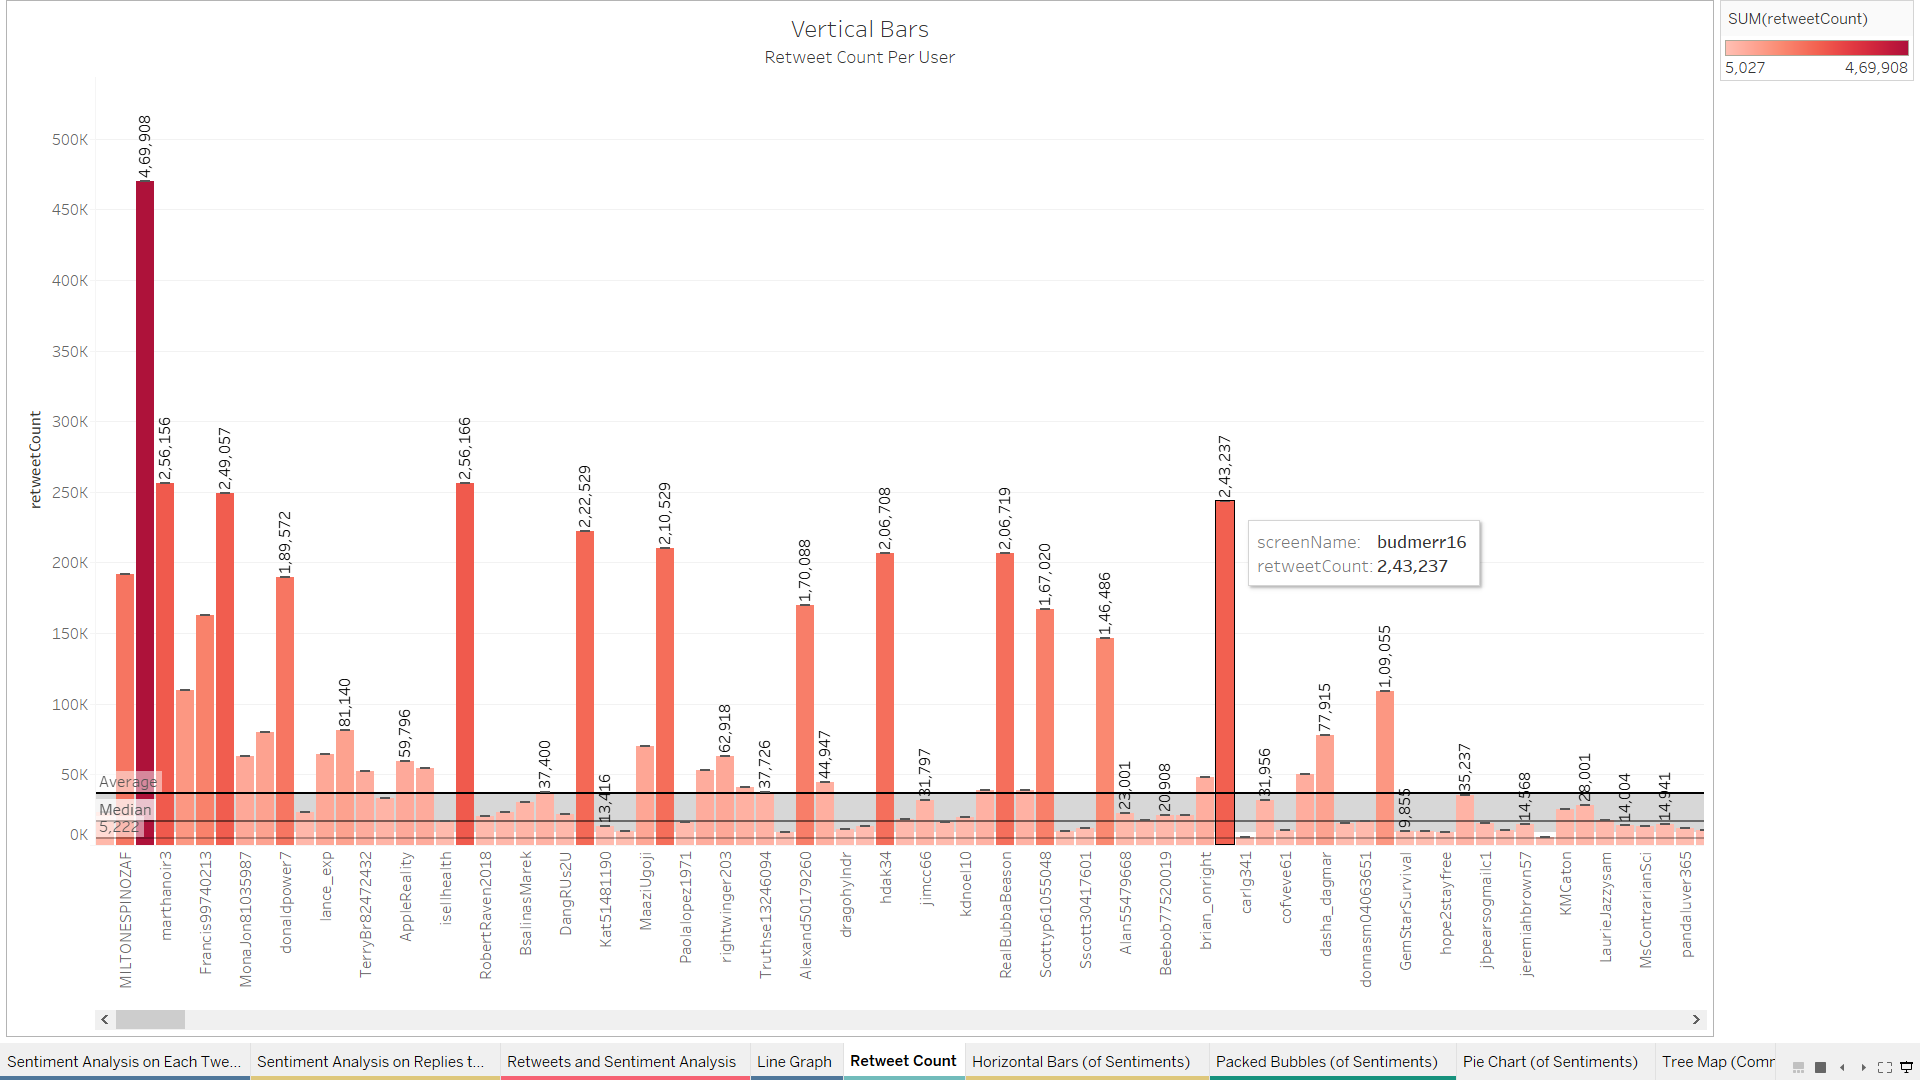 Vertical Bars
Retweet Count Per User
SUM(retweetCount)
5,027 4,69,908
retweetCount
500K
450K
400K
350K
300K
250K
200K
150K
100K
50K
0K
Average
Median
5,222
4,69,908
2,56,156
2,49,057
1,89,572
81,140
59,796
2,56,166
37,400
2,22,529
13,416
2,10,529
62,918
37,726
1,70,088
44,947
2,06,708
31,797
2,06,719
1,67,020
1,46,486
23,001
20,908
2,43,237
31,956
77,915
1,09,055
9,855
35,237
14,568
28,001
14,004
14,941
screenName: budmerr16
retweetCount: 2,43,237
MILTONESPINOZAF
marthanoir3
Francis99740213
MonaJon81035987
donaldpower7
lance_exp
TerryBr82472432
AppleReality
isellhealth
RobertRaven2018
BsalinasMarek
DangRUs2U
Kat51481190
MaaziUgoji
Paolalopez1971
rightwinger203
Truthse13246094
Alexand50179260
dragohylndr
hdak34
jimcc66
kdnoel10
RealBubbaBeason
Scottyp61055048
Sscott30417601
Alan55479668
Beebob77520019
brian_onright
carlg341
cofveve61
dasha_dagmar
donnasm04063651
GemStarSurvival
hope2stayfree
jbpearsogmailc1
jeremiahbrown57
KMCaton
LaurieJazzysam
MsContrarianSci
pandaluver365
Sentiment Analysis on Each Twe...
Sentiment Analysis on Replies t...
Retweets and Sentiment Analysis
Line Graph
Retweet Count
Horizontal Bars (of Sentiments)
Packed Bubbles (of Sentiments)
Pie Chart (of Sentiments)
Tree Map (Comr